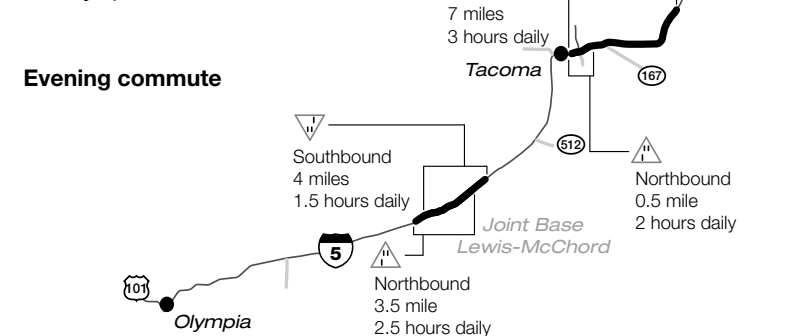 7 miles
3 hours daily
Tacoma
167
Evening commute
512
Southbound
4 miles
1.5 hours daily
Northbound
0.5 mile
2 hours daily
Joint Base
Lewis-McChord
5
Northbound
3.5 mile
2.5 hours daily
101
Olympia